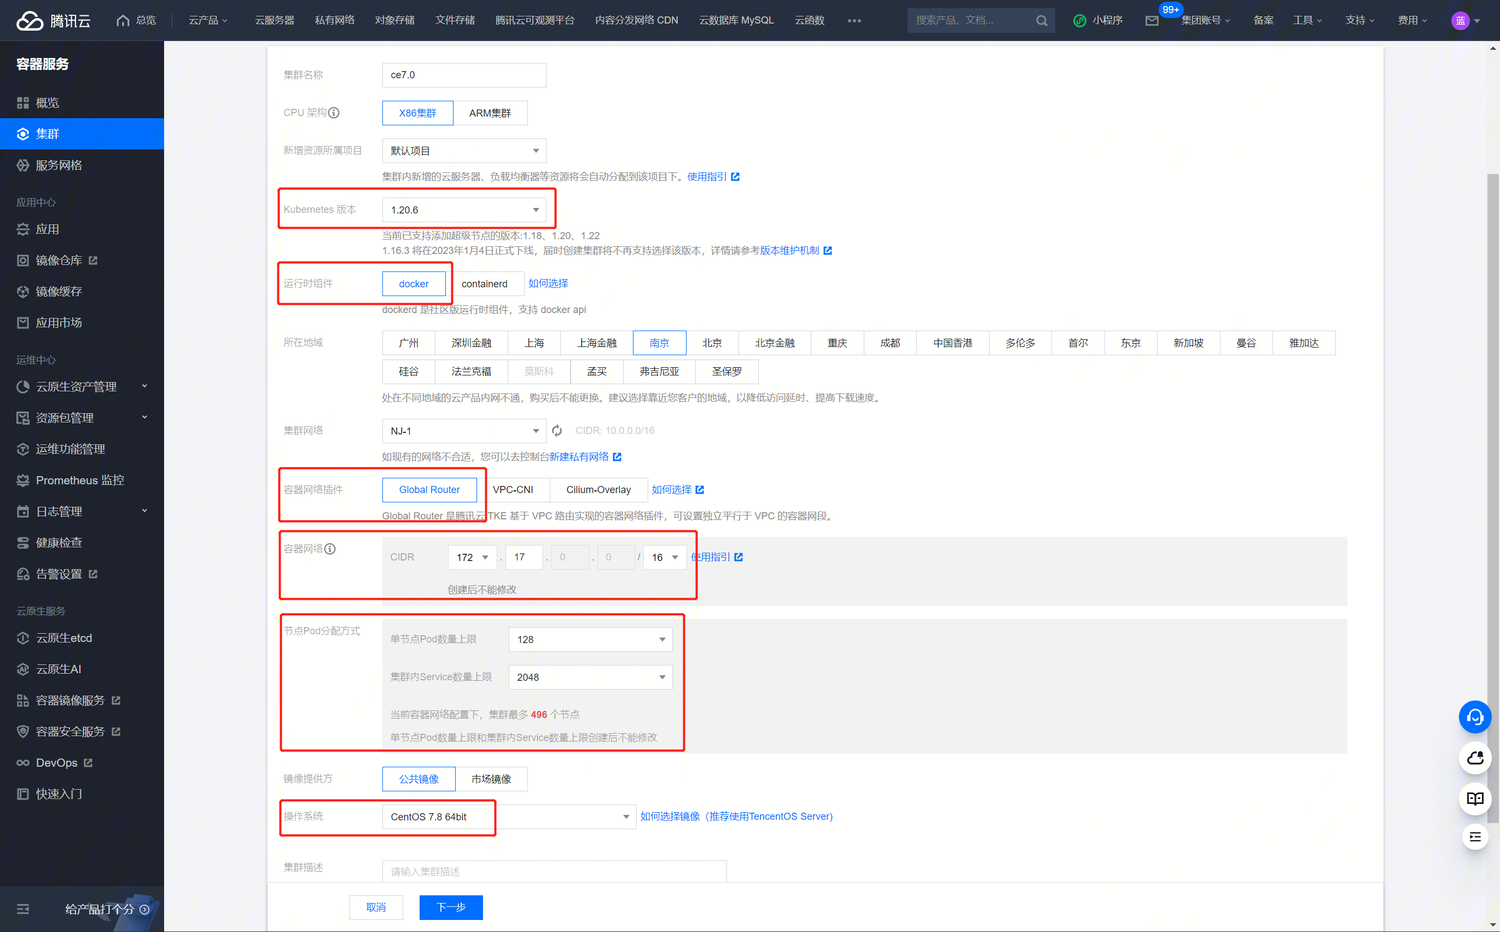 腾讯云 总览 云产品 云服务器 私有网络 对象存储 文件存储 腾讯云可观测平台 内容分发网络 CDN 云数据库 MySQL 云函数 ••• 搜索产品、文档... 小程序 99+ 集团账号 备案 工具 支持 费用 蓝
容器服务
概览
集群
服务网格
应用中心
应用
镜像仓库
镜像缓存
应用市场
运维中心
云原生资产管理
资源包管理
运维功能管理
Prometheus 监控
日志管理
健康检查
告警设置
云原生服务
云原生etcd
云原生AI
容器镜像服务
容器安全服务
DevOps
快速入门
给产品打个分
集群名称 ce7.0
CPU 架构 X86集群 ARM集群
新增资源所属项目 默认项目
集群内新增的云服务器、负载均衡器等资源将会自动分配到该项目下。使用指引
Kubernetes 版本 1.20.6
当前已支持添加超级节点的版本:1.18、1.20、1.22
1.16.3 将在2023年1月4日正式下线，届时创建集群将不再支持选择该版本，详情请参考版本维护机制
运行时组件 docker containerd 如何选择
dockerd 是社区版运行时组件，支持 docker api
所在地域 广州 深圳金融 上海 上海金融 南京 北京 北京金融 重庆 成都 中国香港 多伦多 首尔 东京 新加坡 曼谷 雅加达
硅谷 法兰克福 莫斯科 孟买 弗吉尼亚 圣保罗
处在不同地域的云产品内网不通，购买后不能更换。建议选择靠近您客户的地域，以降低访问延时、提高下载速度。
集群网络 NJ-1 CIDR: 10.0.0.0/16
如现有的网络不合适，您可以去控制台新建私有网络
容器网络插件 Global Router VPC-CNI Cilium-Overlay 如何选择
Global Router 是腾讯云 TKE 基于 VPC 路由实现的容器网络插件，可设置独立平行于 VPC 的容器网段。
容器网络 CIDR 172 . 17 . 0 . 0 / 16 使用指引
创建后不能修改
节点Pod分配方式 单节点Pod数量上限 128
集群内Service数量上限 2048
当前容器网络配置下，集群最多 496 个节点
单节点Pod数量上限和集群内Service数量上限创建后不能修改
镜像提供方 公共镜像 市场镜像
操作系统 CentOS 7.8 64bit 如何选择镜像（推荐使用TencentOS Server)
集群描述 请输入集群描述
取消 下一步